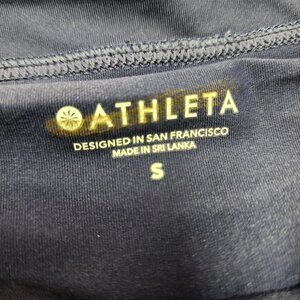 ATHLETA
DESIGNED IN SAN FRANCISCO
MADE IN SRI LANKA
S